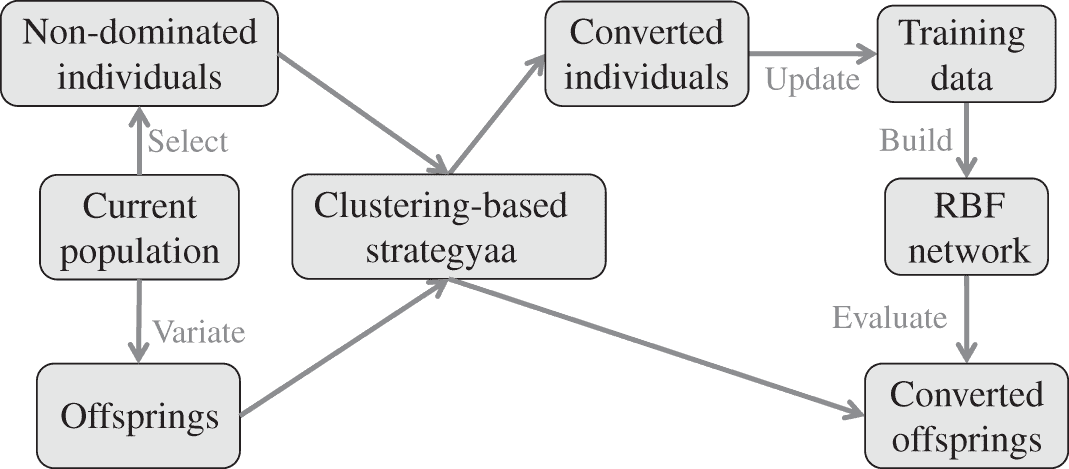 Non-dominated
individuals
Converted
individuals
Update
Training
data
Select
Build
Current
population
Clustering-based
strategyaa
RBF
network
Variate
Evaluate
Offsprings
Converted
offsprings